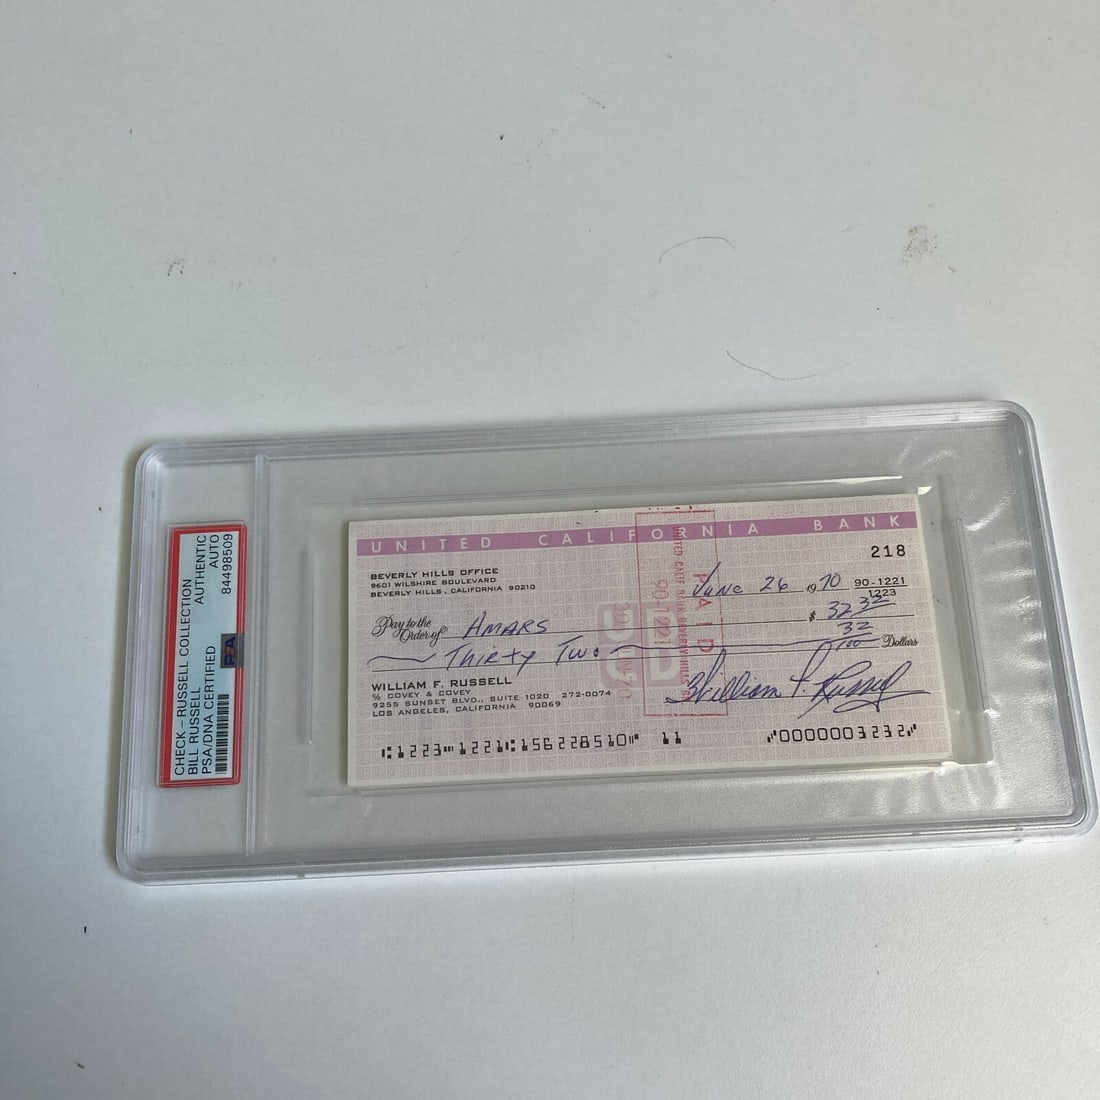 CHECK - RUSSELL COLLECTION
BILL RUSSELL AUTHENTIC
PSA/DNA CERTIFIED AUTO
84498509
PSA
UNITED CALIFORNIA BANK
218
BEVERLY HILLS OFFICE
9601 WILSHIRE BOULEVARD
BEVERLY HILLS, CALIFORNIA 90210
June 26 1970 90-1221
1223
Pay to the
Order of AMARS $ 32 32
Thirty Two 32/100 Dollars
WILLIAM F. RUSSELL
% COVEY & COVEY
9255 SUNSET BLVD., SUITE 1020 272-0074
LOS ANGELES, CALIFORNIA 90069
William F. Russell
⑆1223⑉1221⑆156228510⑈ 11 ⑈0000003232⑈
PAID